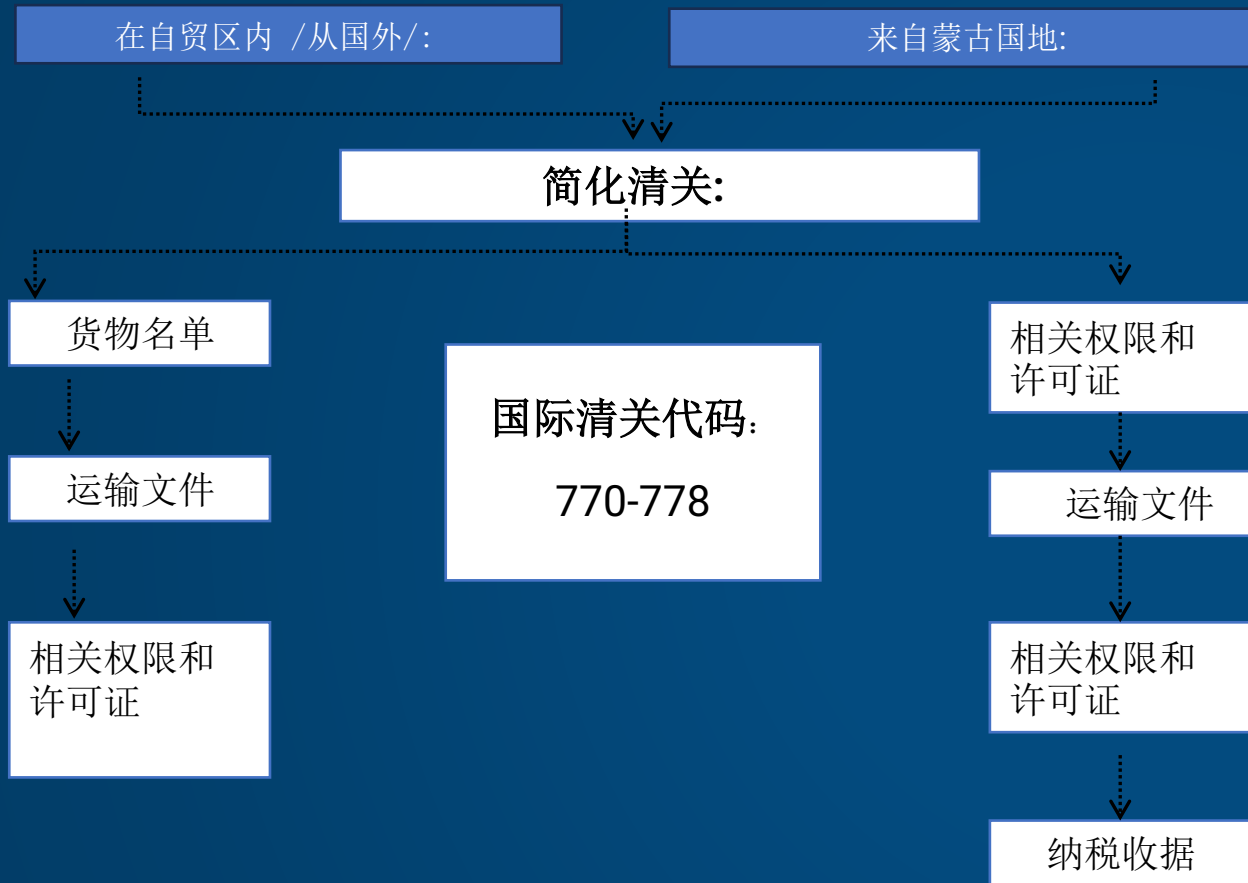 在自贸区内 /从国外/:
来自蒙古国地:
简化清关:
货物名单
运输文件
相关权限和
许可证
国际清关代码:
770-778
相关权限和
许可证
运输文件
相关权限和
许可证
纳税收据